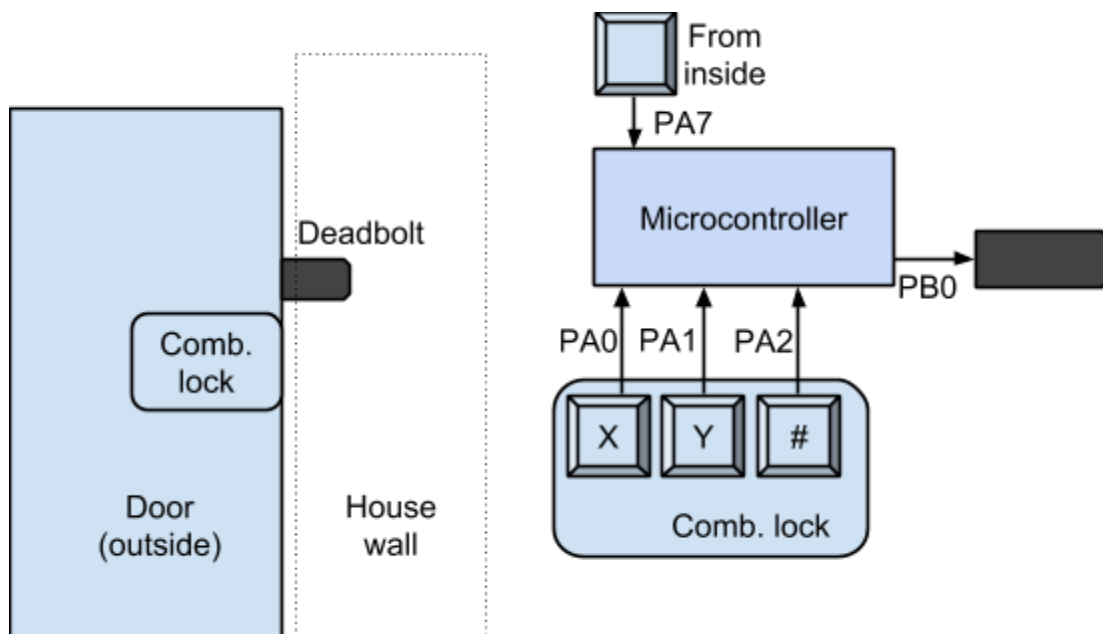 Deadbolt
Comb.
lock
Door
(outside)
House
wall
From
inside
PA7
Microcontroller
PB0
PA0
PA1
PA2
X
Y
#
Comb. lock